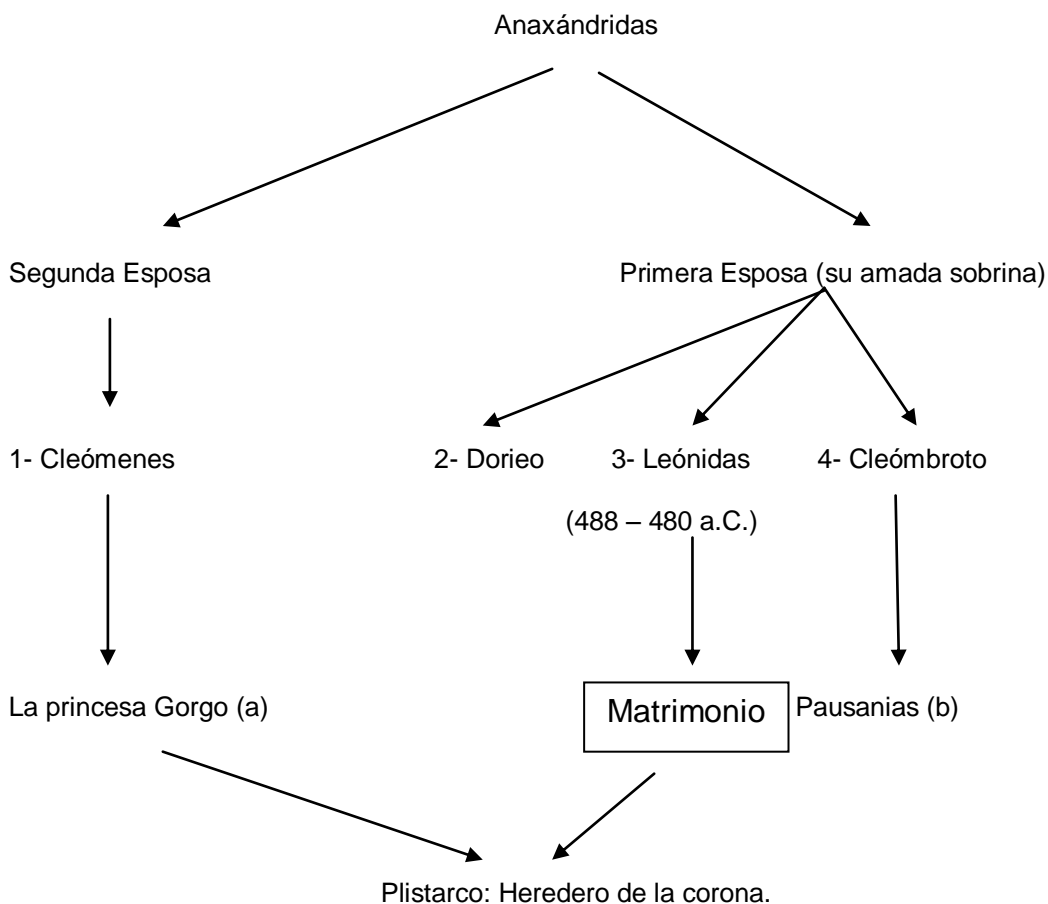 Anaxándridas
Segunda Esposa
Primera Esposa (su amada sobrina)
1- Cleómenes
2- Dorieo
3- Leónidas
4- Cleómbroto
(488 – 480 a.C.)
La princesa Gorgo (a)
Matrimonio
Pausanias (b)
Plistarco: Heredero de la corona.